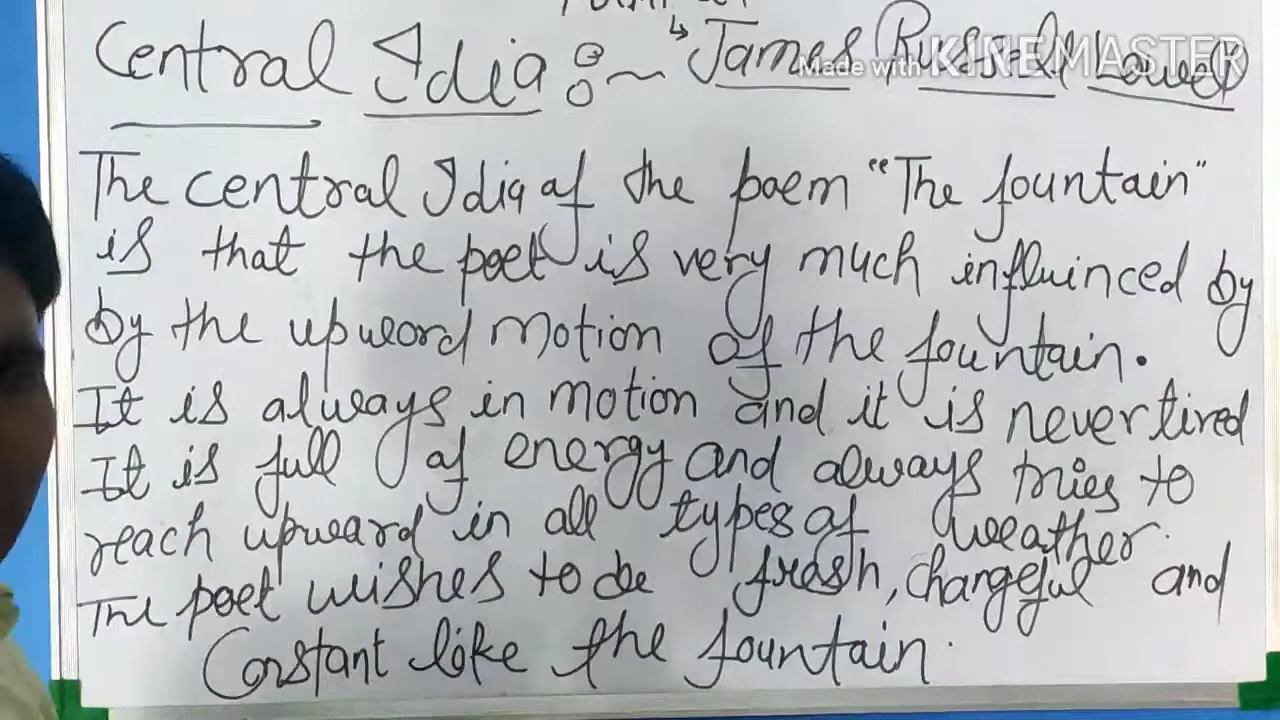 Central Idia :~ ↳ James Russell Lowell
Made with KINEMASTER
The central Idia of the poem "The fountain"
is that the poet is very much influinced by
by the upword motion of the fountain.
It is always in motion and it is never tired
It is full of energy and always tries to
reach upward in all types of weather.
The poet wishes to be fresh, changeful and
Constant like the fountain.